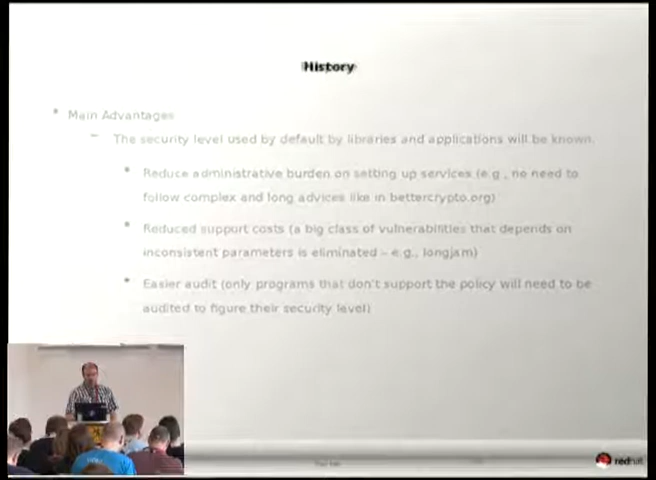 History
• Main Advantages
– The security level used by default by libraries and applications will be known.
• Reduce administrative burden on setting up services (e.g., no need to
follow complex and long advices like in bettercrypto.org)
• Reduced support costs (a big class of vulnerabilities that depends on
inconsistent parameters is eliminated – e.g., longjam)
• Easier audit (only programs that don't support the policy will need to be
audited to figure their security level)
redhat